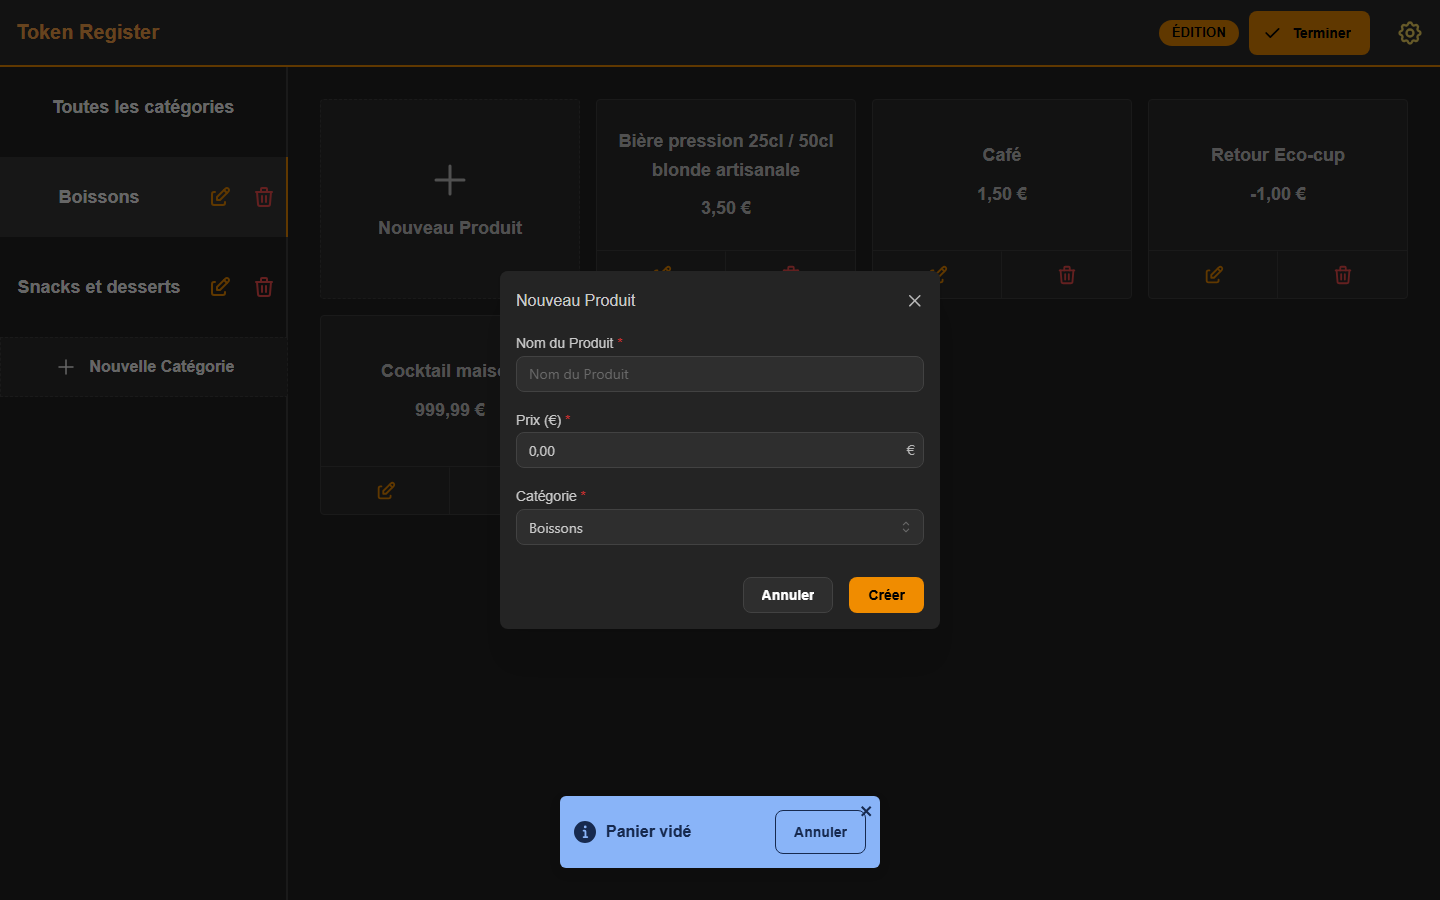 Token Register
ÉDITION
Terminer
Toutes les catégories
Boissons
Snacks et desserts
Nouvelle Catégorie
Nouveau Produit
Bière pression 25cl / 50cl
blonde artisanale
3,50 €
Café
1,50 €
Retour Eco-cup
-1,00 €
Cocktail mais
999,99 €
Nouveau Produit
Nom du Produit *
Nom du Produit
Prix (€) *
0,00 €
Catégorie *
Boissons
Annuler
Créer
Panier vidé
Annuler